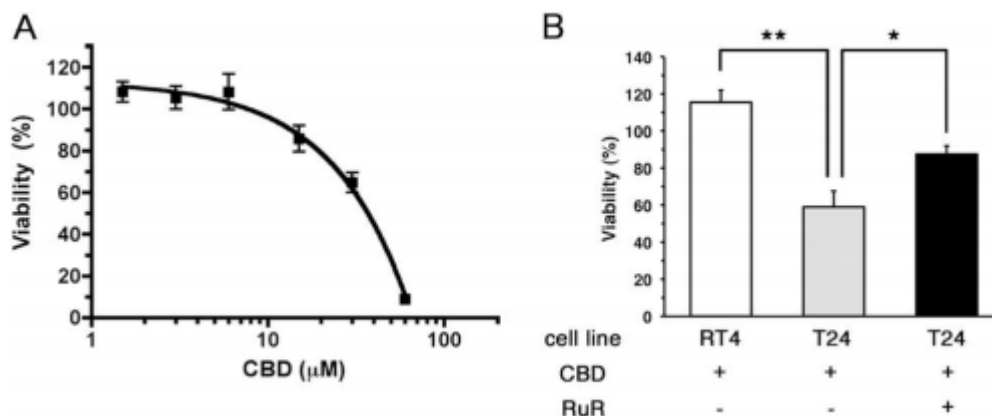 A
Viability (%)
120
100
80
60
40
20
0
1 10 100
CBD (μM)
B
** *
Viability (%)
140
120
100
80
60
40
20
0
cell line RT4 T24 T24
CBD + + +
RuR - - +